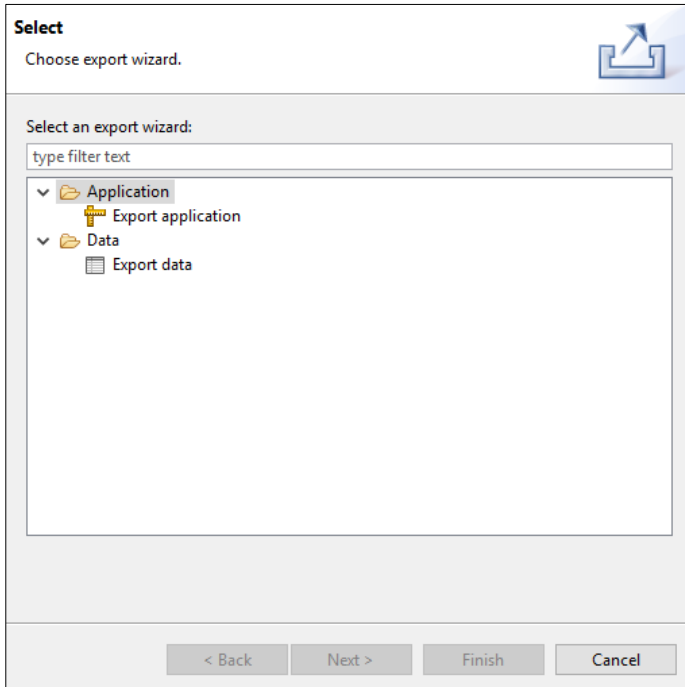 Select
Choose export wizard.
Select an export wizard:
type filter text
Application
Export application
Data
Export data
< Back Next > Finish Cancel